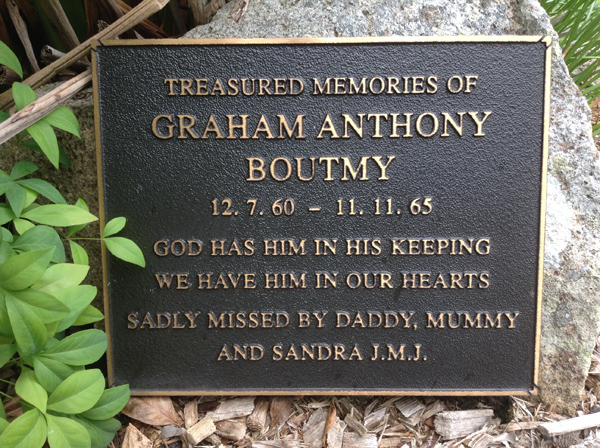 TREASURED MEMORIES OF
GRAHAM ANTHONY
BOUTMY
12. 7. 60 – 11. 11. 65
GOD HAS HIM IN HIS KEEPING
WE HAVE HIM IN OUR HEARTS
SADLY MISSED BY DADDY, MUMMY
AND SANDRA J.M.J.